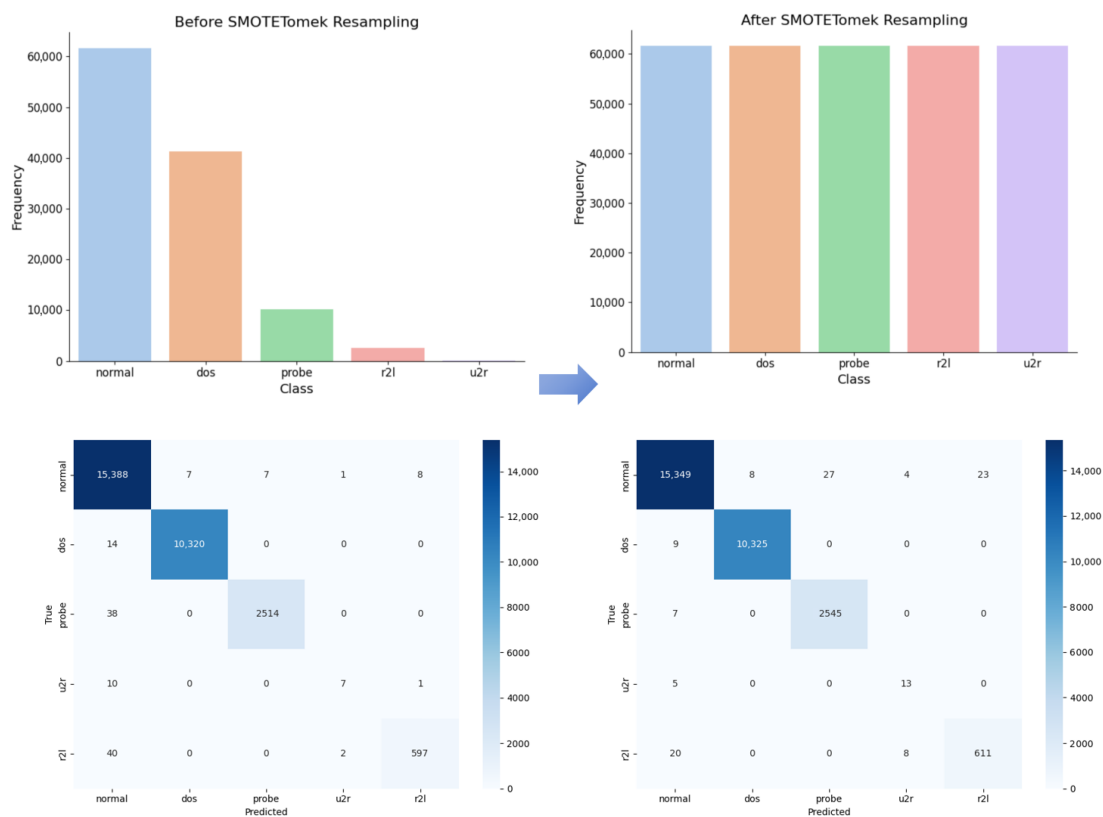 Before SMOTETomek Resampling
60,000
50,000
40,000
30,000
20,000
10,000
0
Frequency
normal dos probe r2l u2r
Class
After SMOTETomek Resampling
60,000
50,000
40,000
30,000
20,000
10,000
0
Frequency
normal dos probe r2l u2r
Class
normal 15,388 7 7 1 8
dos 14 10,320 0 0 0
probe 38 0 2514 0 0
u2r 10 0 0 7 1
r2l 40 0 0 2 597
True
normal dos probe u2r r2l
Predicted
14,000
12,000
10,000
8000
6000
4000
2000
0
normal 15,349 8 27 4 23
dos 9 10,325 0 0 0
probe 7 0 2545 0 0
u2r 5 0 0 13 0
r2l 20 0 0 8 611
True
normal dos probe u2r r2l
Predicted
14,000
12,000
10,000
8000
6000
4000
2000
0